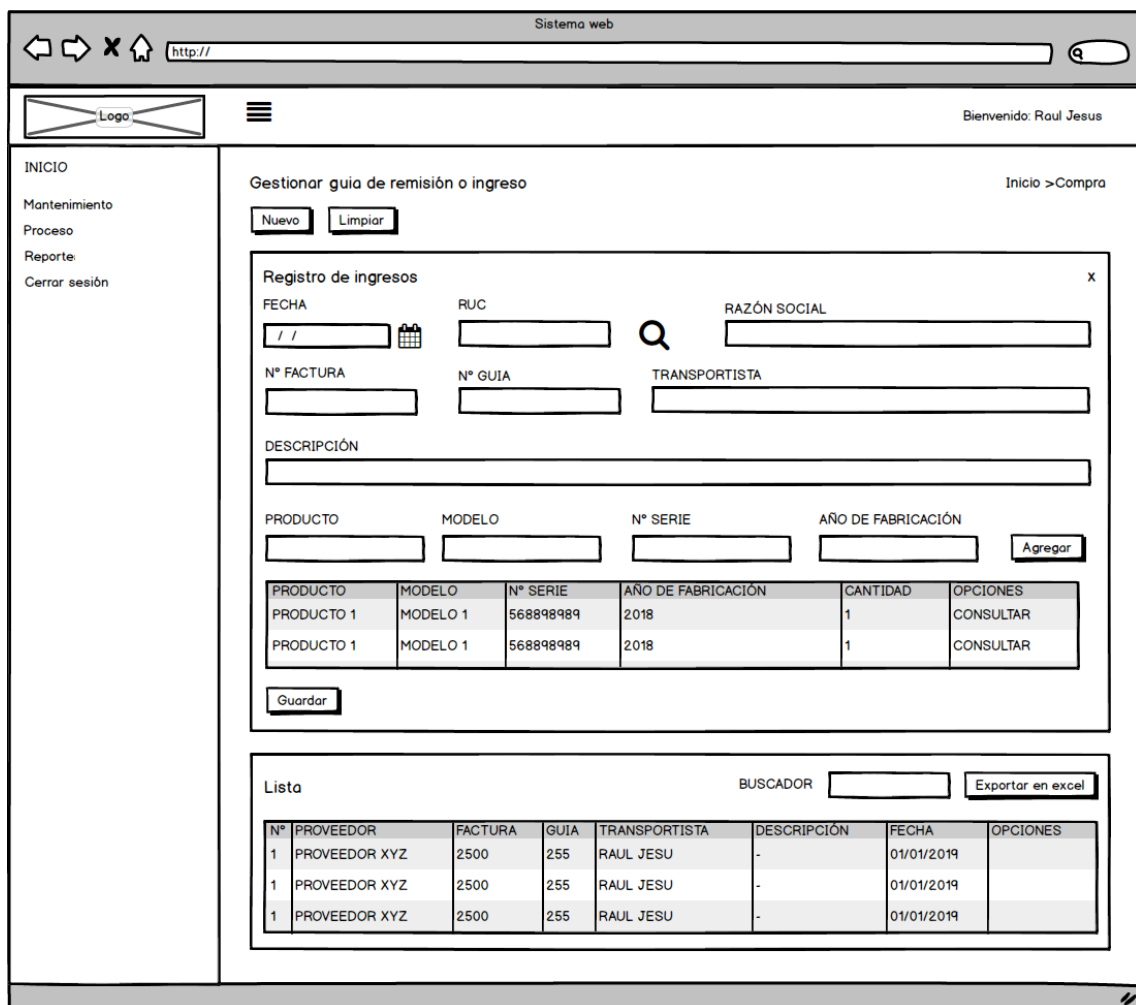 Sistema web
http://
Logo
Bienvenido: Raul Jesus
INICIO
Mantenimiento
Proceso
Reporte
Cerrar sesión
Gestionar guia de remisión o ingreso
Inicio >Compra
Nuevo Limpiar
Registro de ingresos x
FECHA RUC RAZÓN SOCIAL
/ /
N° FACTURA N° GUIA TRANSPORTISTA
DESCRIPCIÓN
PRODUCTO MODELO N° SERIE AÑO DE FABRICACIÓN
Agregar
PRODUCTO MODELO N° SERIE AÑO DE FABRICACIÓN CANTIDAD OPCIONES
PRODUCTO 1 MODELO 1 568898989 2018 1 CONSULTAR
PRODUCTO 1 MODELO 1 568898989 2018 1 CONSULTAR
Guardar
Lista BUSCADOR Exportar en excel
N° PROVEEDOR FACTURA GUIA TRANSPORTISTA DESCRIPCIÓN FECHA OPCIONES
1 PROVEEDOR XYZ 2500 255 RAUL JESU - 01/01/2019
1 PROVEEDOR XYZ 2500 255 RAUL JESU - 01/01/2019
1 PROVEEDOR XYZ 2500 255 RAUL JESU - 01/01/2019